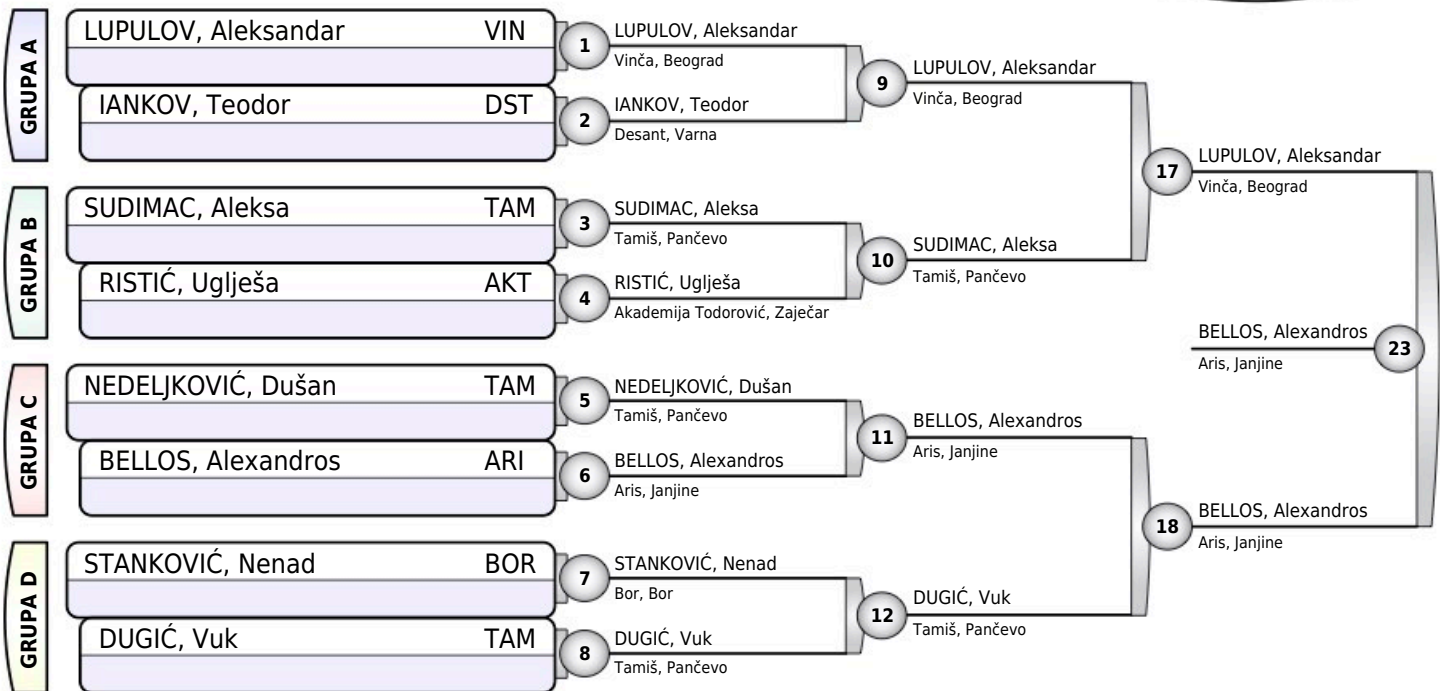 GRUPA A
LUPULOV, Aleksandar VIN
IANKOV, Teodor DST
GRUPA B
SUDIMAC, Aleksa TAM
RISTIĆ, Uglješa AKT
GRUPA C
NEDELJKOVIĆ, Dušan TAM
BELLOS, Alexandros ARI
GRUPA D
STANKOVIĆ, Nenad BOR
DUGIĆ, Vuk TAM
1
LUPULOV, Aleksandar
Vinča, Beograd
2
IANKOV, Teodor
Desant, Varna
3
SUDIMAC, Aleksa
Tamiš, Pančevo
4
RISTIĆ, Uglješa
Akademija Todorović, Zaječar
5
NEDELJKOVIĆ, Dušan
Tamiš, Pančevo
6
BELLOS, Alexandros
Aris, Janjine
7
STANKOVIĆ, Nenad
Bor, Bor
8
DUGIĆ, Vuk
Tamiš, Pančevo
9
LUPULOV, Aleksandar
Vinča, Beograd
10
SUDIMAC, Aleksa
Tamiš, Pančevo
11
BELLOS, Alexandros
Aris, Janjine
12
DUGIĆ, Vuk
Tamiš, Pančevo
17
LUPULOV, Aleksandar
Vinča, Beograd
18
BELLOS, Alexandros
Aris, Janjine
BELLOS, Alexandros
Aris, Janjine
23